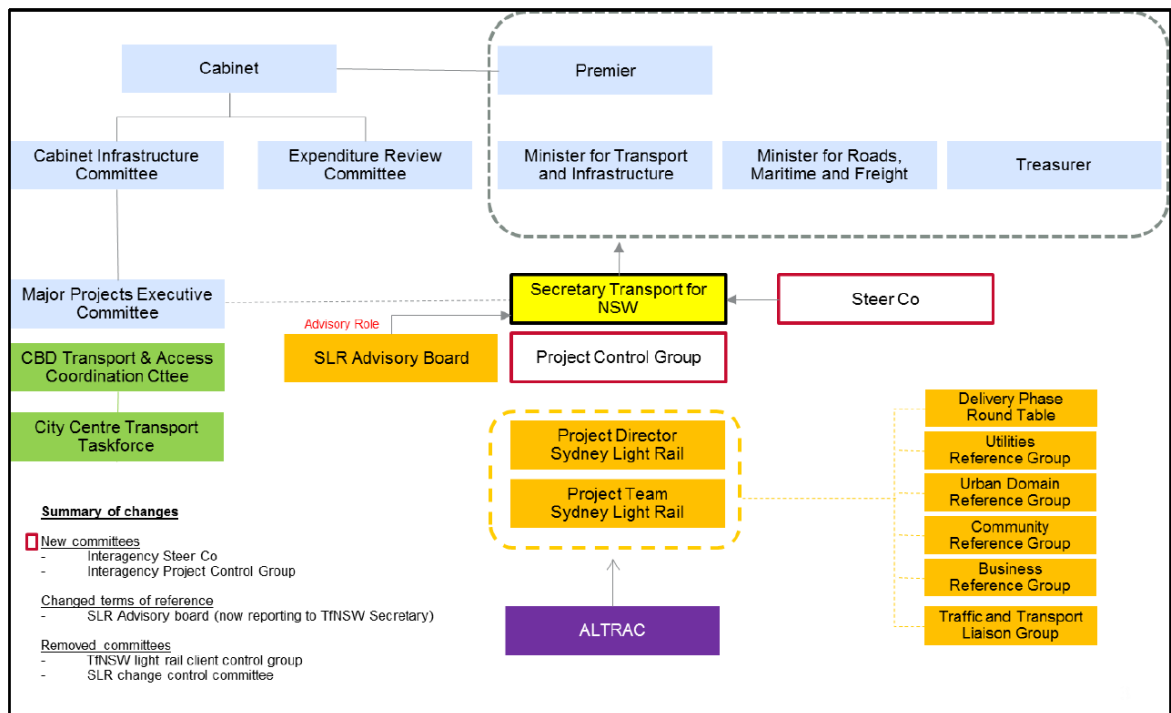 Cabinet
Premier
Cabinet Infrastructure
Committee
Expenditure Review
Committee
Minister for Transport
and Infrastructure
Minister for Roads,
Maritime and Freight
Treasurer
Major Projects Executive
Committee
Secretary Transport for
NSW
Steer Co
Advisory Role
SLR Advisory Board
Project Control Group
CBD Transport & Access
Coordination Cttee
City Centre Transport
Taskforce
Project Director
Sydney Light Rail
Project Team
Sydney Light Rail
ALTRAC
Delivery Phase
Round Table
Utilities
Reference Group
Urban Domain
Reference Group
Community
Reference Group
Business
Reference Group
Traffic and Transport
Liaison Group
Summary of changes
New committees
- Interagency Steer Co
- Interagency Project Control Group
Changed terms of reference
- SLR Advisory board (now reporting to TfNSW Secretary)
Removed committees
- TfNSW light rail client control group
- SLR change control committee